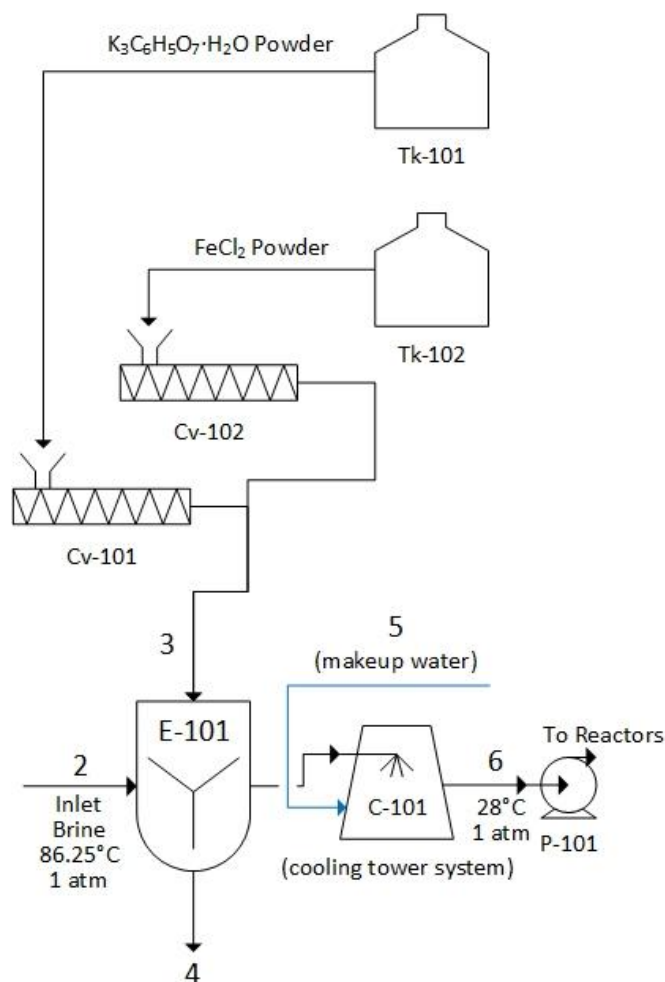 K₃C₆H₅O₇·H₂O Powder
Tk-101
FeCl₂ Powder
Tk-102
Cv-102
Cv-101
3
5
(makeup water)
E-101
To Reactors
2
6
Inlet
Brine
86.25°C
1 atm
C-101
28°C
1 atm
P-101
(cooling tower system)
4